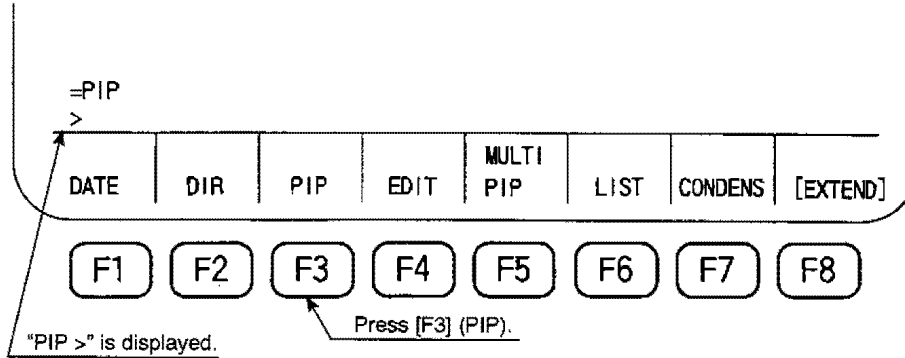 =PIP
>
DATE DIR PIP EDIT MULTI PIP LIST CONDENS [EXTEND]
F1 F2 F3 F4 F5 F6 F7 F8
Press [F3] (PIP).
"PIP >" is displayed.